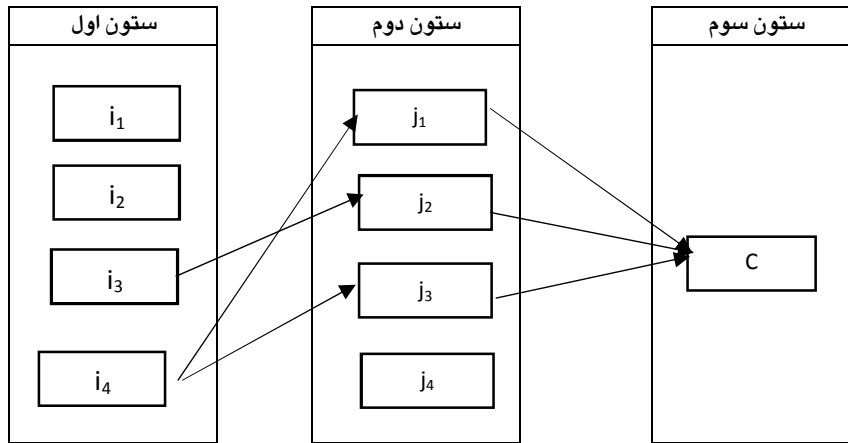 ستون اول
ستون دوم
ستون سوم
i₁
i₂
i₃
i₄
j₁
j₂
j₃
j₄
C